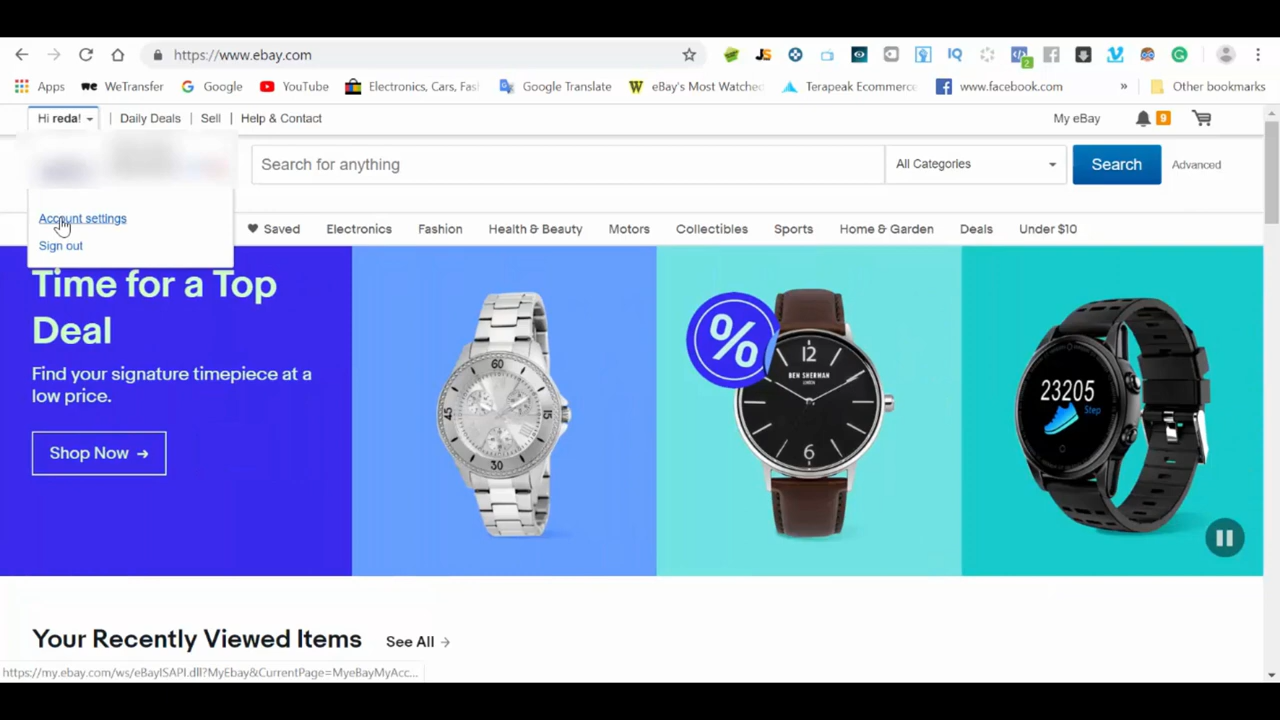 https://www.ebay.com
2
Apps
WeTransfer
Google
YouTube
Electronics, Cars, Fash
Google Translate
eBay's Most Watched
Terapeak Ecommerce
www.facebook.com
»
Other bookmarks
Hi reda!
Daily Deals
Sell
Help & Contact
My eBay
9
Search for anything
All Categories
Search
Advanced
Account settings
Sign out
Saved
Electronics
Fashion
Health & Beauty
Motors
Collectibles
Sports
Home & Garden
Deals
Under $10
Time for a Top
Deal
Find your signature timepiece at a
low price.
Shop Now →
60
45
15
30
%
12
BEN SHERMAN
LONDON
6
23205
Step
Your Recently Viewed Items
See All →
https://my.ebay.com/ws/eBayISAPI.dll?MyEbay&CurrentPage=MyeBayMyAcc...